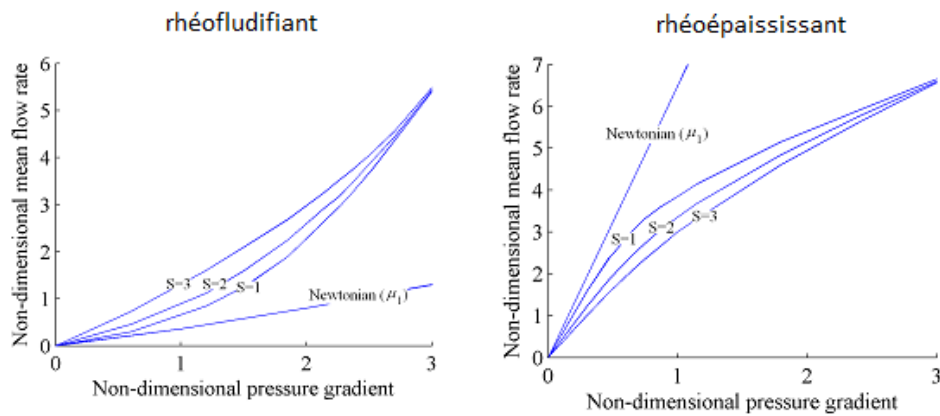 rhéofludifiant
Non-dimensional mean flow rate
6
5
4
3
2
1
0
S=3
S=2
S=1
Newtonian (μ₁)
0
1
2
3
Non-dimensional pressure gradient
rhéoépaississant
Non-dimensional mean flow rate
7
6
5
4
3
2
1
0
Newtonian (μ₁)
S=1
S=2
S=3
0
1
2
3
Non-dimensional pressure gradient